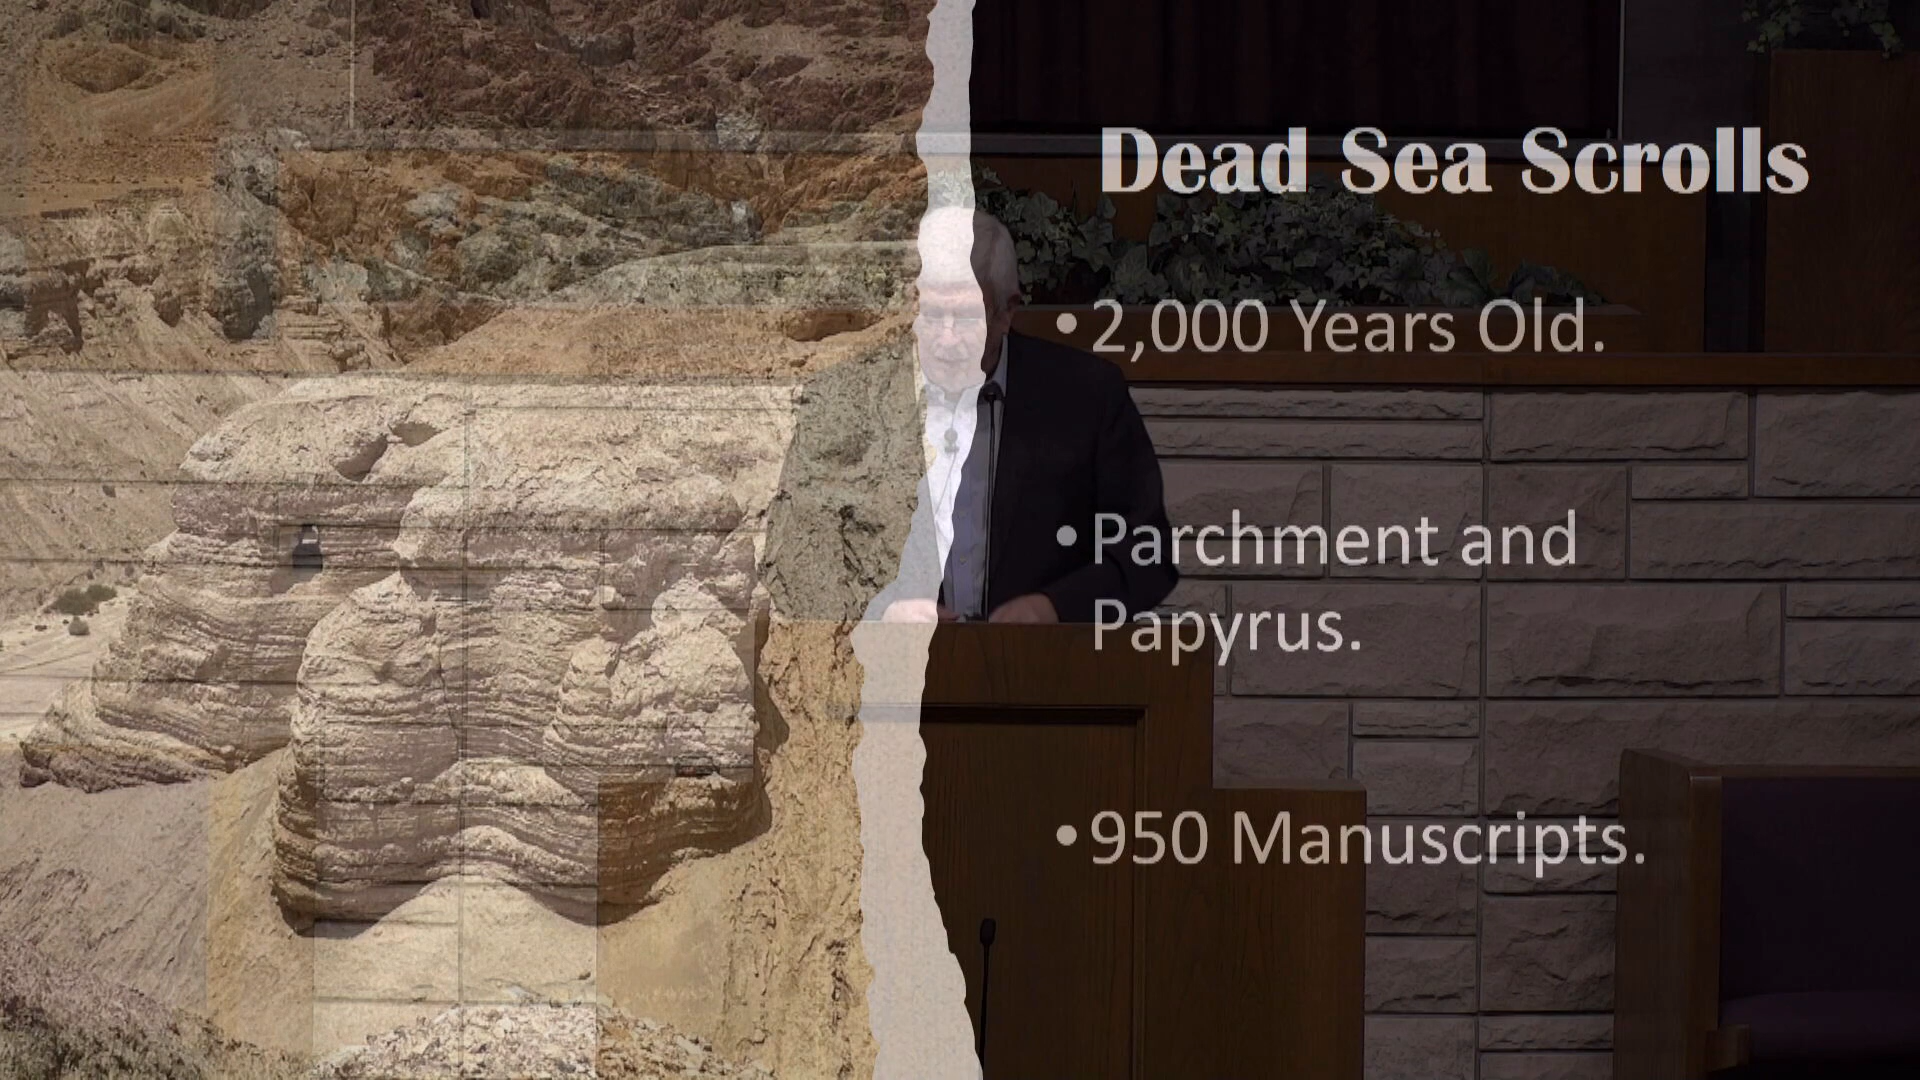 Dead Sea Scrolls
•2,000 Years Old.
•Parchment and
Papyrus.
•950 Manuscripts.